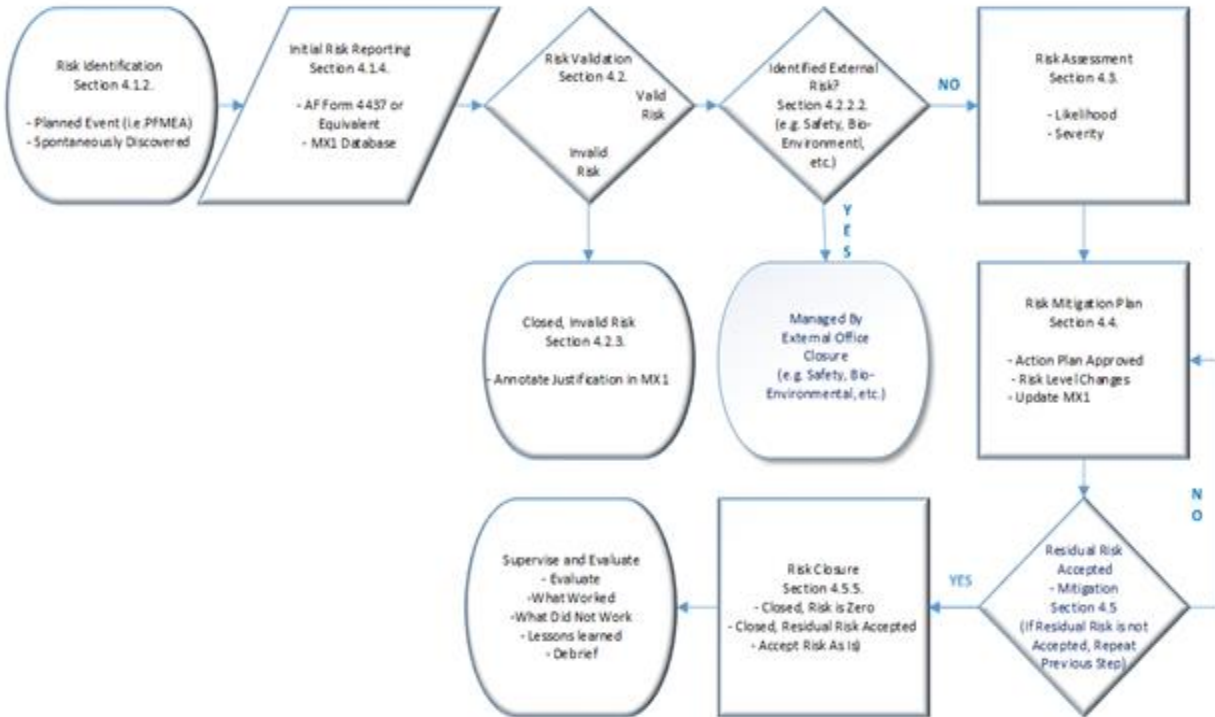 Risk Identification
Section 4.1.2.
- Planned Event (i.e.PFMEA)
- Spontaneously Discovered
Initial Risk Reporting
Section 4.1.4.
- AF Form 4437 or
Equivalent
- MX1 Database
Risk Validation
Section 4.2.
Valid
Risk
Invalid
Risk
Identified External
Risk?
Section 4.2.2.2.
(e.g. Safety, Bio-
Environmentl,
etc.)
NO
Y
E
S
Risk Assessment
Section 4.3.
- Likelihood
- Severity
Closed, Invalid Risk
Section 4.2.3.
- Annotate Justification in MX1
Managed By
External Office
Closure
(e.g. Safety, Bio-
Environmental, etc.)
Risk Mitigation Plan
Section 4.4.
- Action Plan Approved
- Risk Level Changes
- Update MX1
N
O
Supervise and Evaluate
- Evaluate
-What Worked
-What Did Not Work
- Lessons learned
- Debrief
Risk Closure
Section 4.5.5.
- Closed, Risk is Zero
- Closed, Residual Risk Accepted
- Accept Risk As Is)
YES
Residual Risk
Accepted
- Mitigation
Section 4.5
(If Residual Risk is not
Accepted, Repeat
Previous Step)